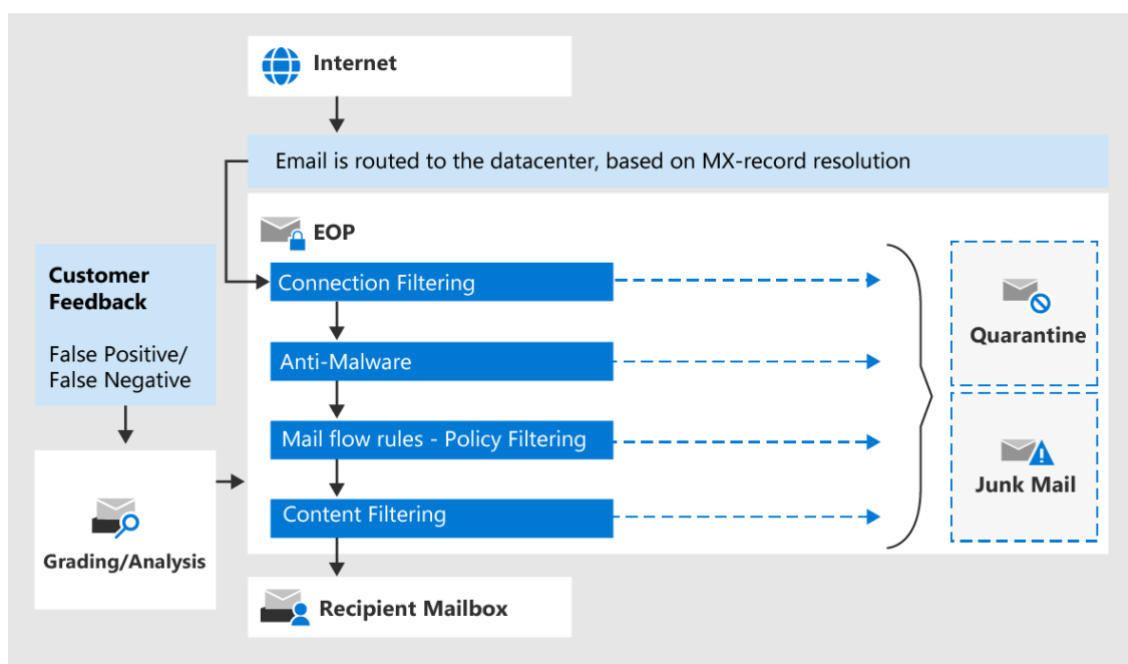 Internet
Email is routed to the datacenter, based on MX-record resolution
EOP
Customer
Feedback
False Positive/
False Negative
Connection Filtering
Anti-Malware
Mail flow rules - Policy Filtering
Content Filtering
Quarantine
Junk Mail
Grading/Analysis
Recipient Mailbox